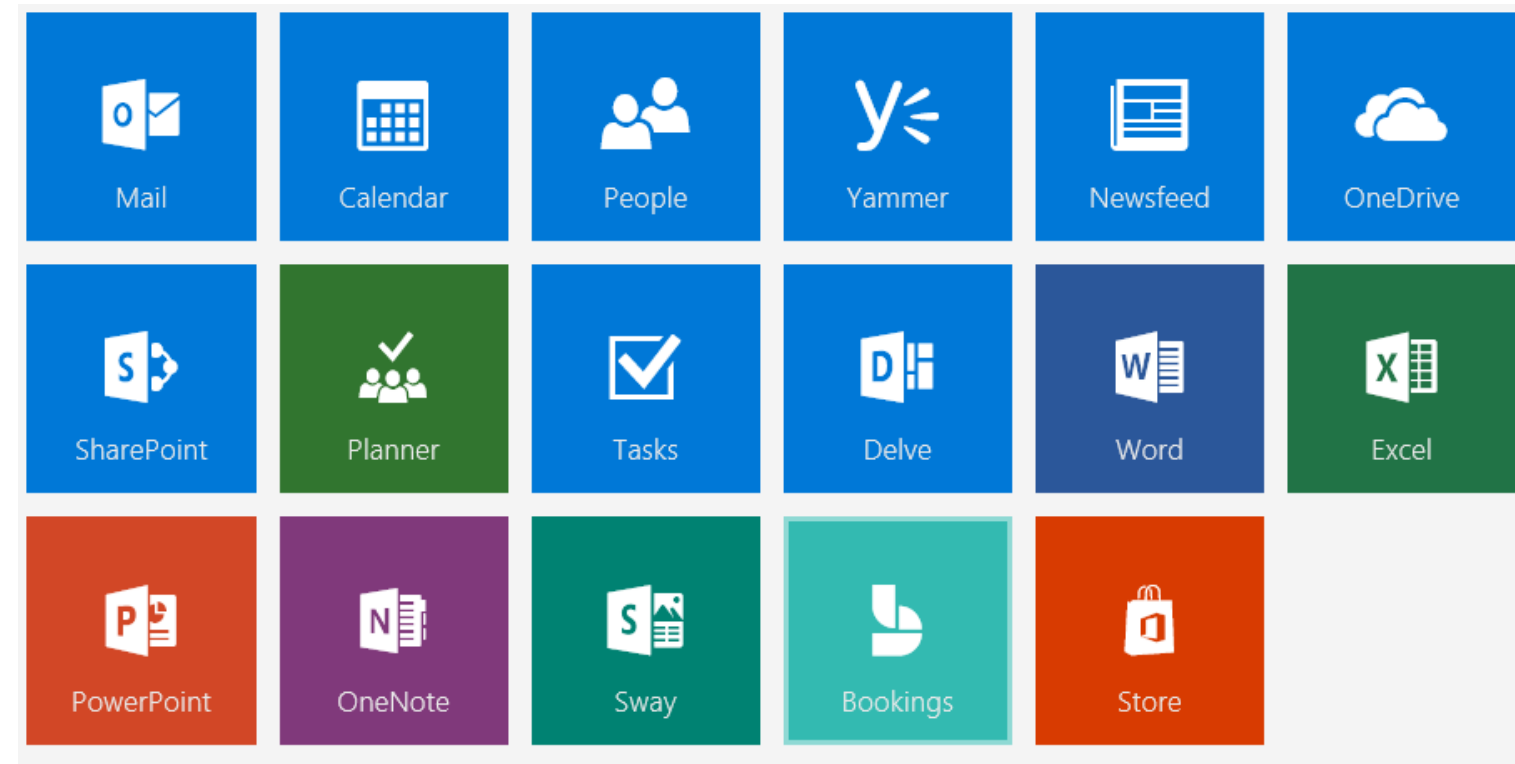 Mail Calendar People Yammer Newsfeed OneDrive
SharePoint Planner Tasks Delve Word Excel
PowerPoint OneNote Sway Bookings Store